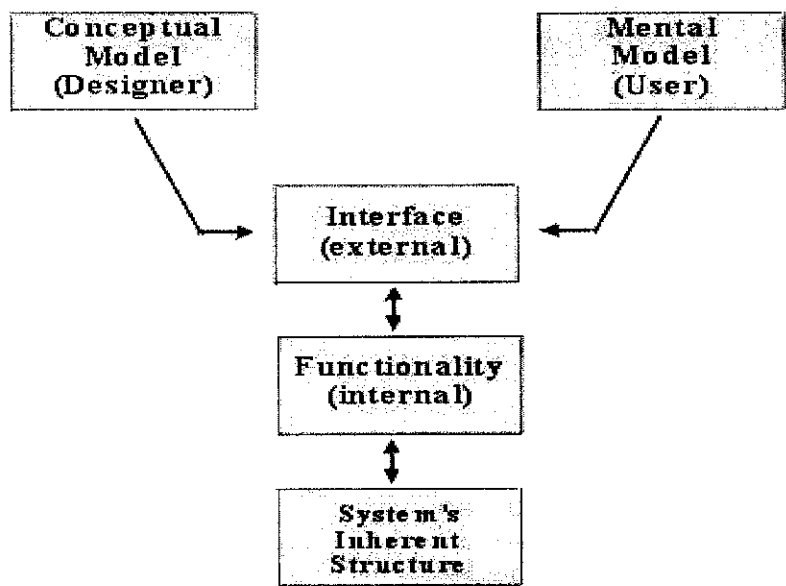 Conceptual
Model
(Designer)
Mental
Model
(User)
Interface
(external)
Functionality
(internal)
System's
Inherent
Structure